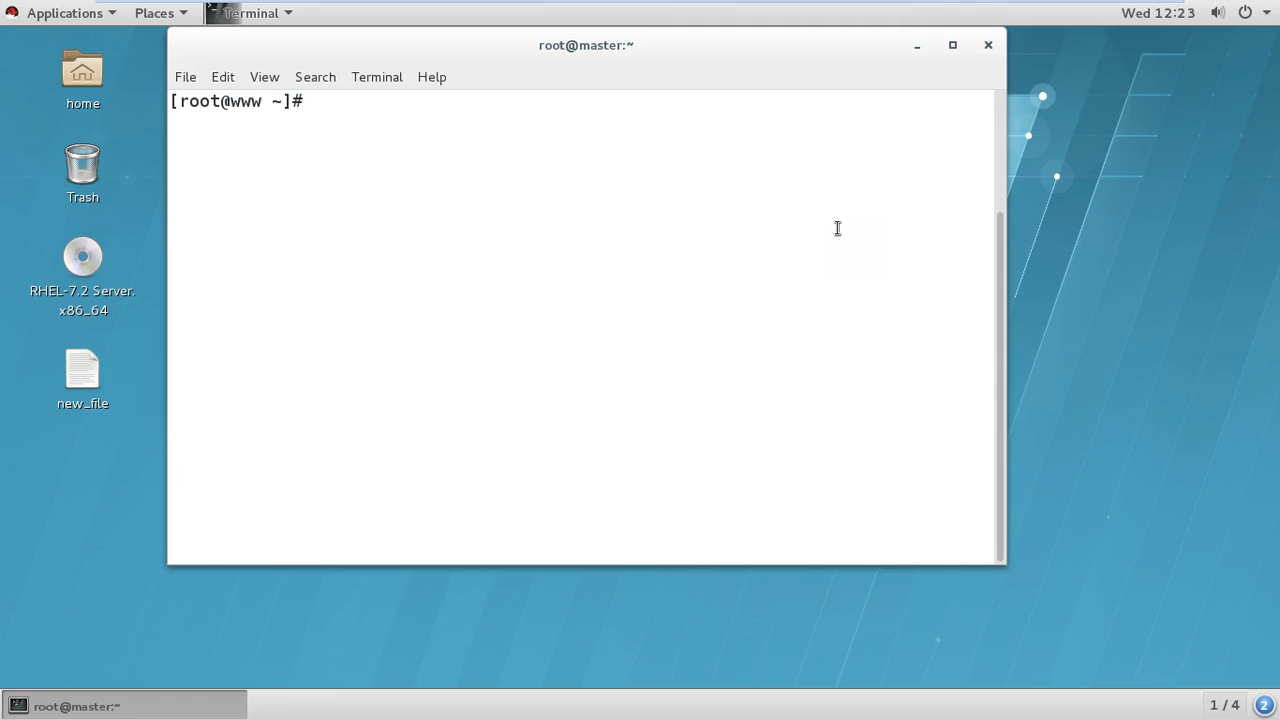 Applications Places Terminal Wed 12:23
root@master:~
File Edit View Search Terminal Help
[root@www ~]#
home
Trash
RHEL-7.2 Server.
x86_64
new_file
root@master:~ 1 / 4 2